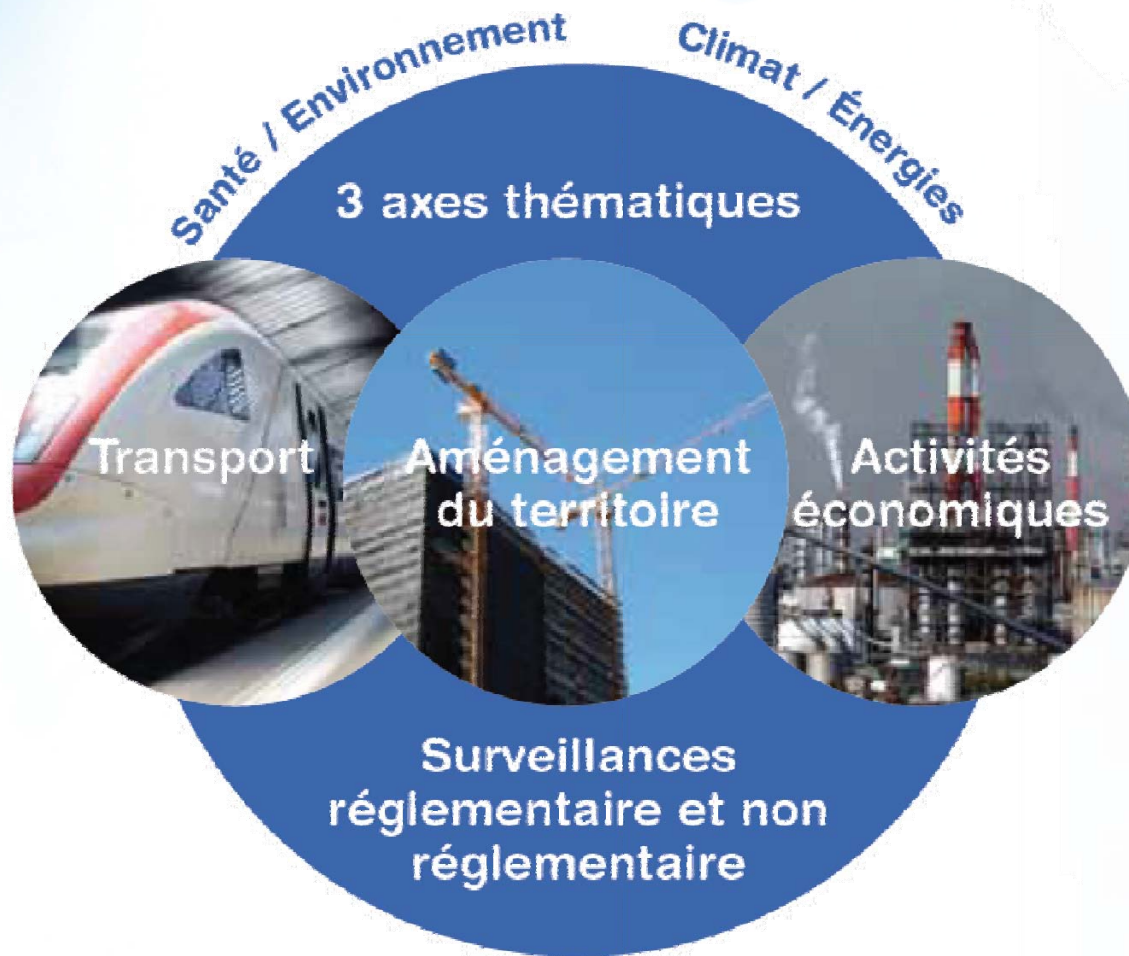 Santé / Environnement
Climat / Énergies
3 axes thématiques
Transport
Aménagement
du territoire
Activités
économiques
Surveillances
réglementaire et non
réglementaire